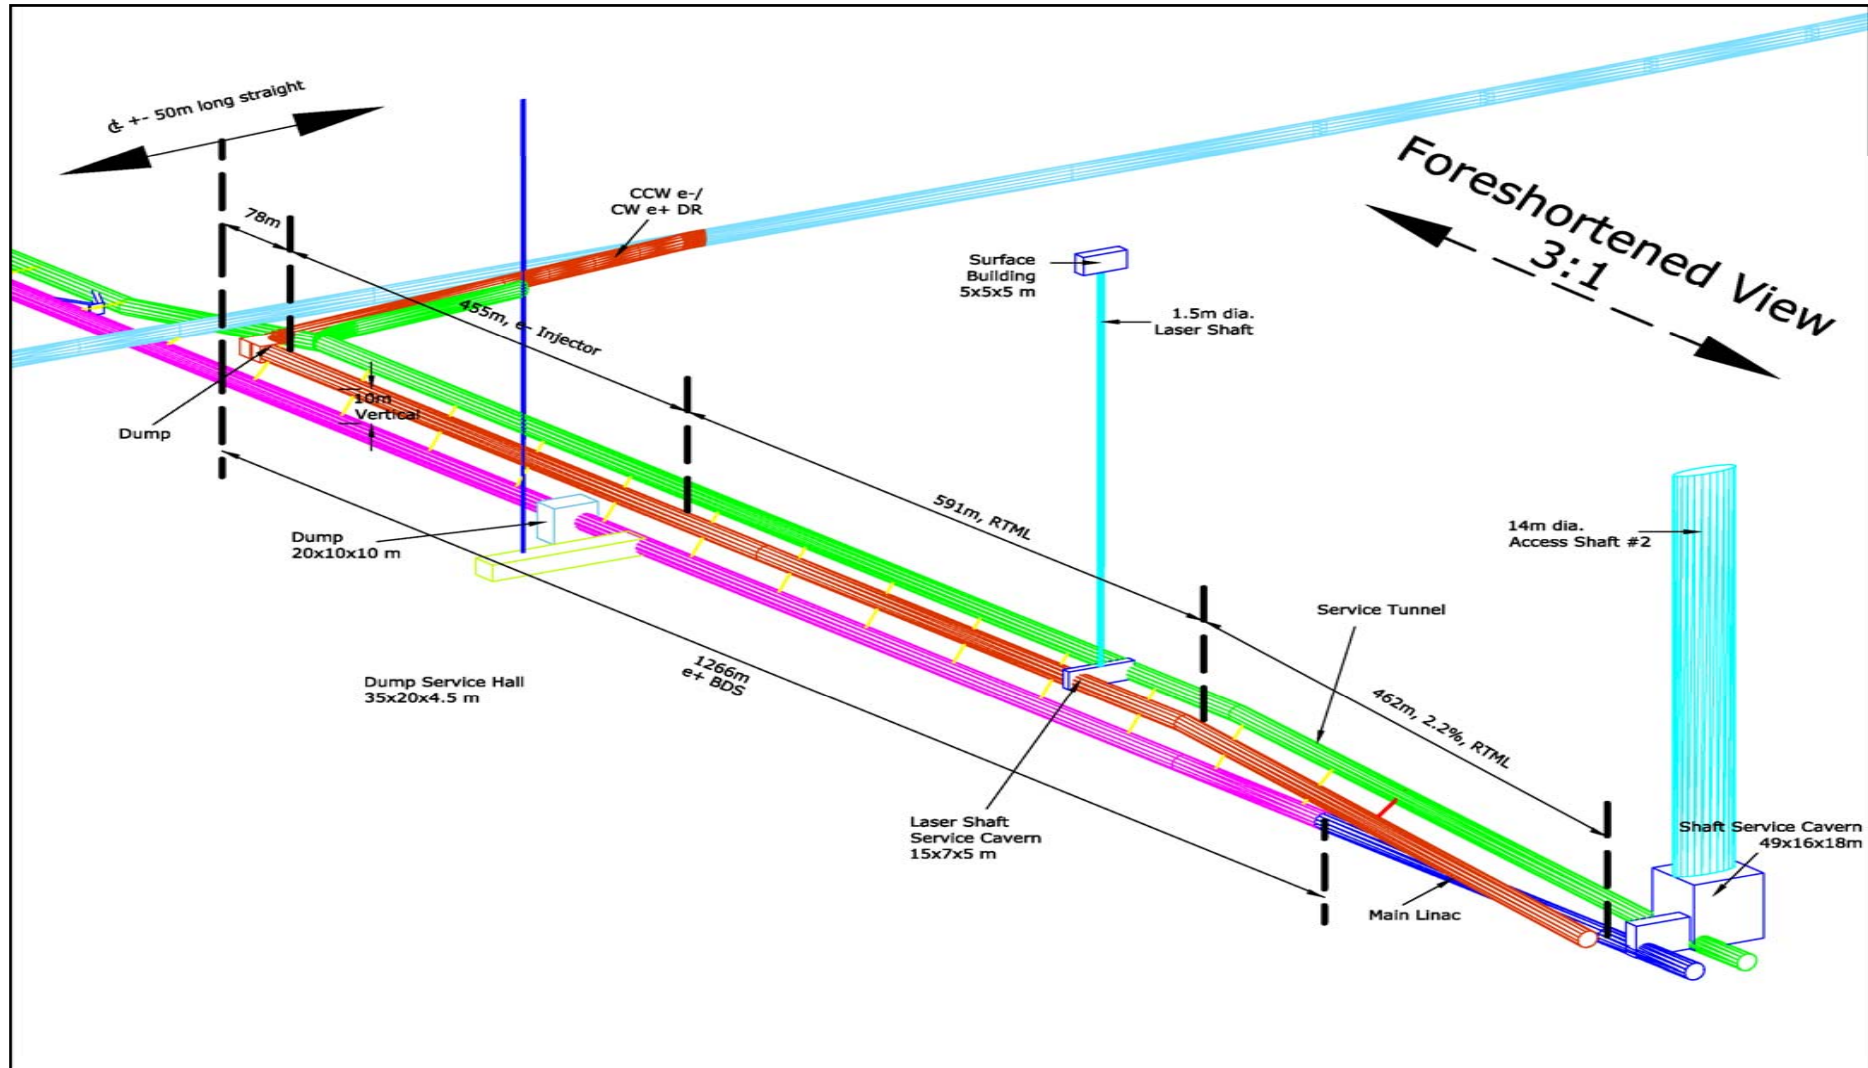 ℄ +- 50m long straight
78m
CCW e-/
CW e+ DR
Foreshortened View
3:1
Surface
Building
5x5x5 m
1.5m dia.
Laser Shaft
455m, e- Injector
10m
Vertical
Dump
591m, RTML
14m dia.
Access Shaft #2
Dump
20x10x10 m
Service Tunnel
1266m
e+ BDS
Dump Service Hall
35x20x4.5 m
462m, 2.2%, RTML
Laser Shaft
Service Cavern
15x7x5 m
Shaft Service Cavern
49x16x18m
Main Linac